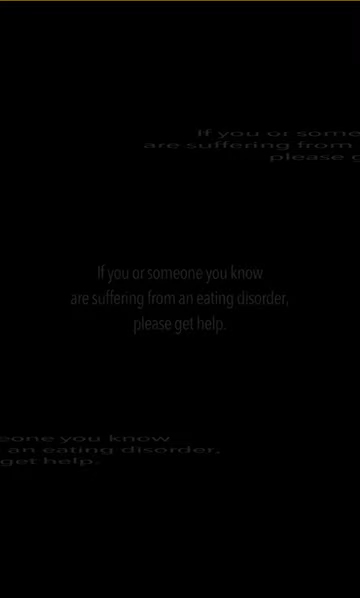 If you or some
are suffering from
please g
If you or someone you know
are suffering from an eating disorder,
please get help.
eone you know
an eating disorder,
get help.